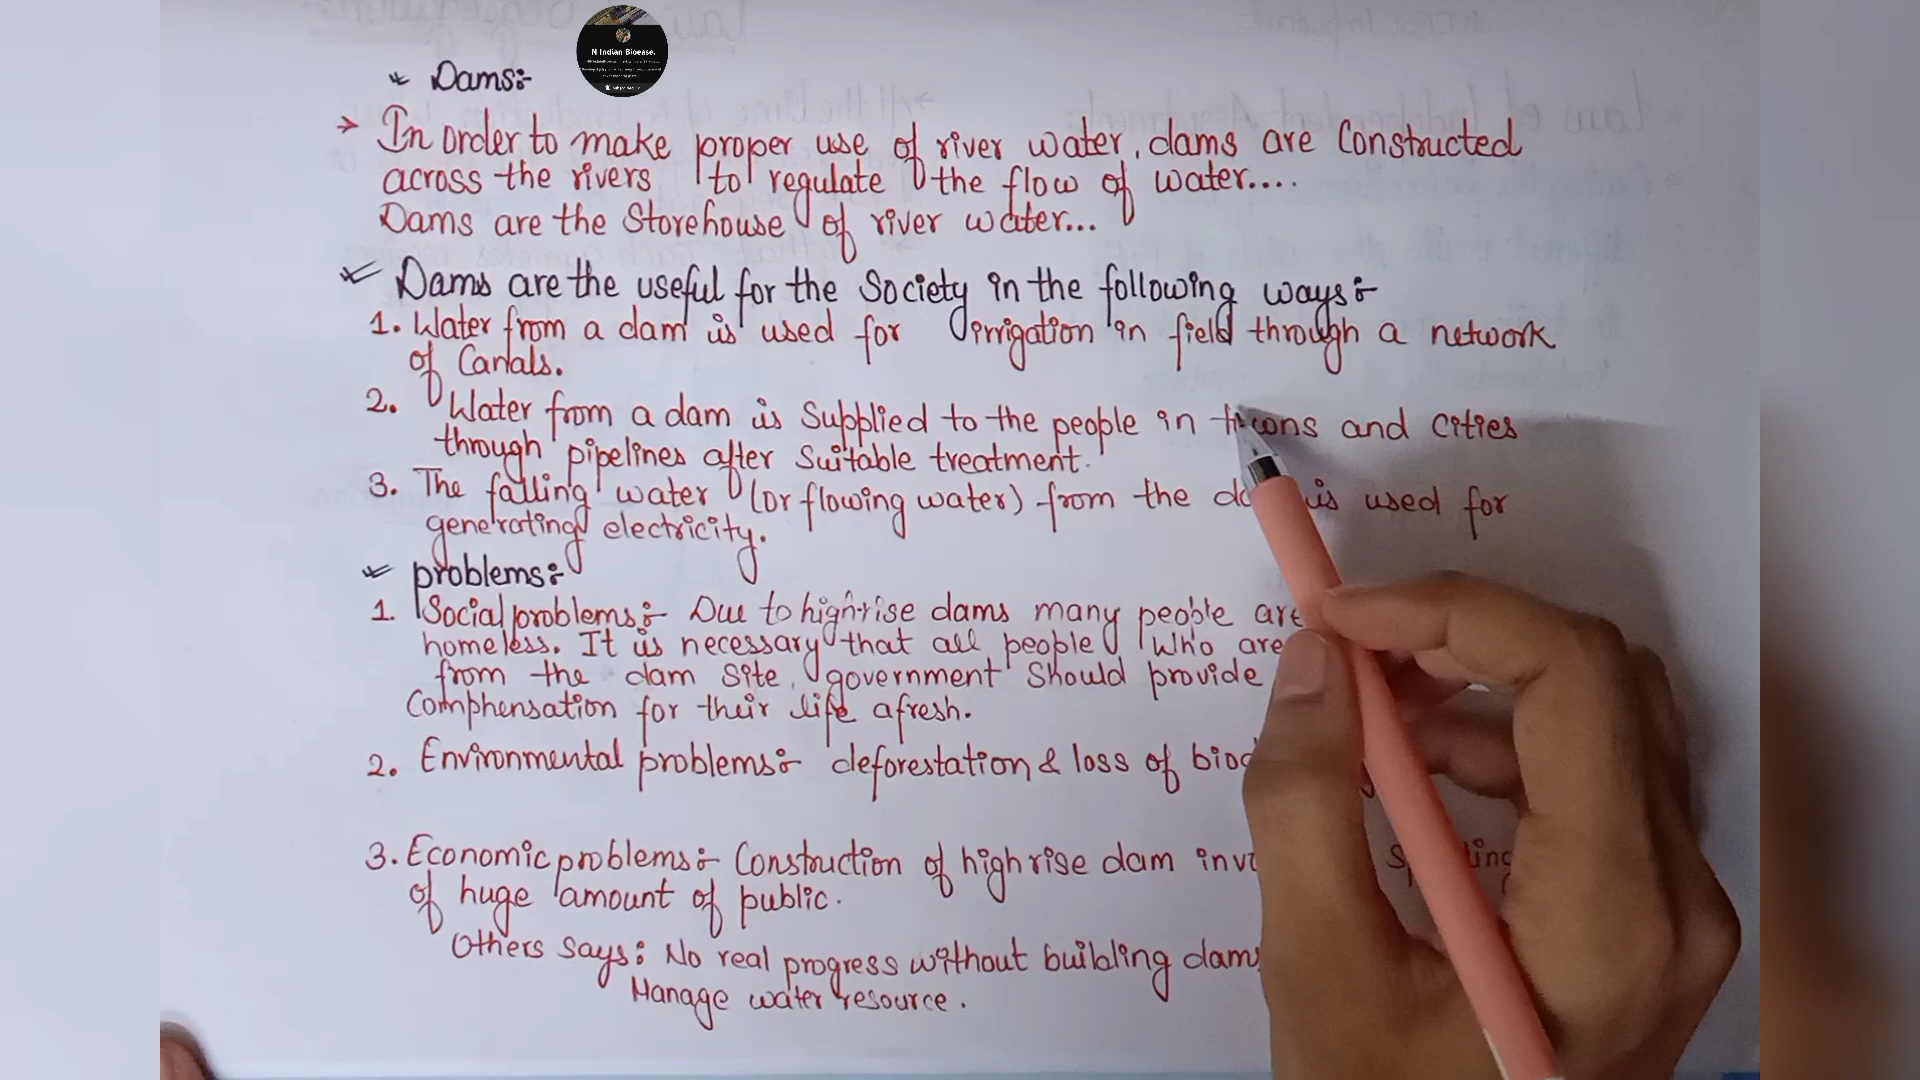 N Indian Bioease.
Dams:-
In order to make proper use of river water, dams are Constructed
across the rivers to regulate the flow of water....
Dams are the Storehouse of river water...
Dams are the useful for the Society in the following ways:-
1. Water from a dam is used for irrigation in field through a network
of Canals.
2. Water from a dam is Supplied to the people in and Cities
through pipelines after Suitable treatment.
3. The falling water (or flowing water) from the is used for
generating electricity.
problems:-
1. Social problems:- Due to high-rise dams many people are
homeless. It is necessary that all people who are
from the dam Site, government Should provide
Comphensation for their life afresh.
2. Environmental problems:- deforestation & loss of
3. Economic problems:- Construction of high rise dam
of huge amount of public.
Others says: No real progress without building dams
Manage water resource.